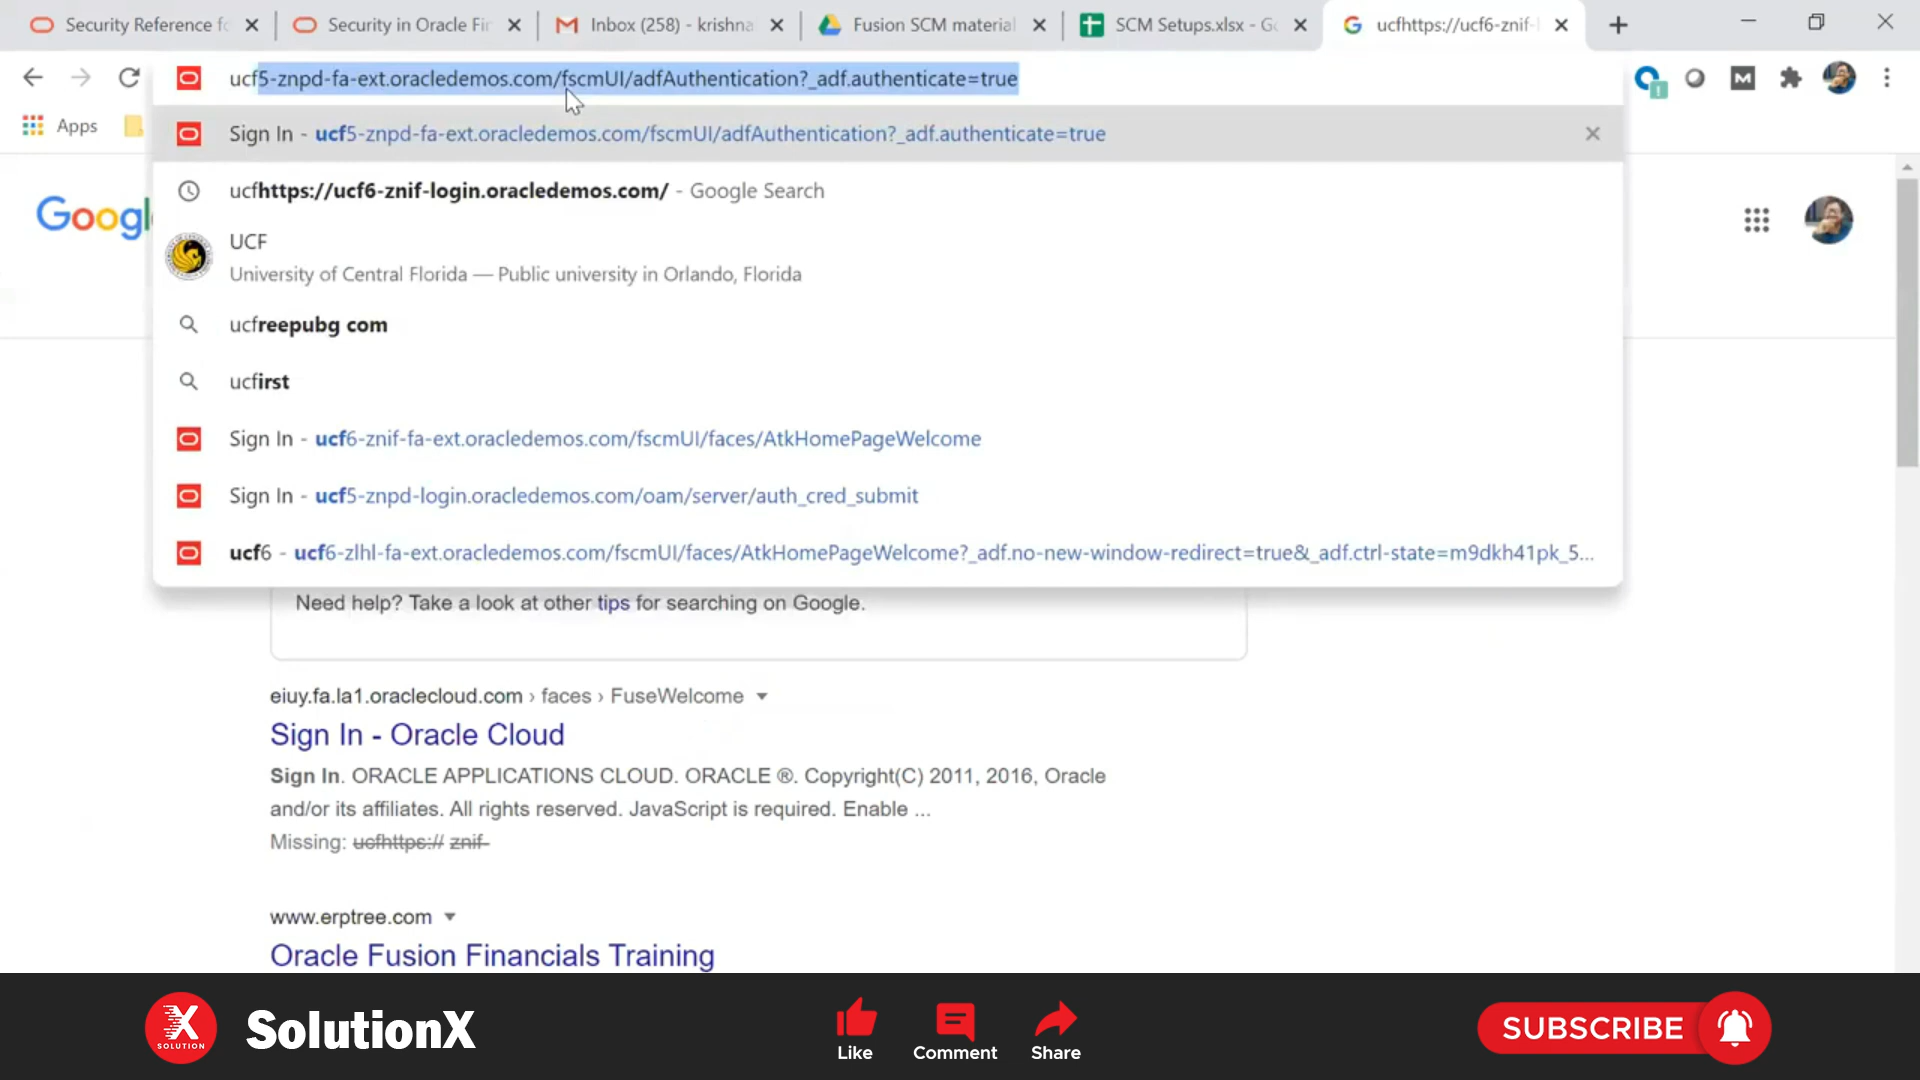 Security Reference fo
Security in Oracle Fin
Inbox (258) - krishna
Fusion SCM material
SCM Setups.xlsx - Go
ucfhttps://ucf6-znif-l
ucf5-znpd-fa-ext.oracledemos.com/fscmUI/adfAuthentication?_adf.authenticate=true
Apps
Sign In - ucf5-znpd-fa-ext.oracledemos.com/fscmUI/adfAuthentication?_adf.authenticate=true
ucfhttps://ucf6-znif-login.oracledemos.com/ - Google Search
Googl
UCF
University of Central Florida — Public university in Orlando, Florida
ucfreepubg com
ucfirst
Sign In - ucf6-znif-fa-ext.oracledemos.com/fscmUI/faces/AtkHomePageWelcome
Sign In - ucf5-znpd-login.oracledemos.com/oam/server/auth_cred_submit
ucf6 - ucf6-zlhl-fa-ext.oracledemos.com/fscmUI/faces/AtkHomePageWelcome?_adf.no-new-window-redirect=true&_adf.ctrl-state=m9dkh41pk_5...
Need help? Take a look at other tips for searching on Google.
eiuy.fa.la1.oraclecloud.com › faces › FuseWelcome
Sign In - Oracle Cloud
Sign In. ORACLE APPLICATIONS CLOUD. ORACLE ®. Copyright(C) 2011, 2016, Oracle
and/or its affiliates. All rights reserved. JavaScript is required. Enable ...
Missing: ucfhttps:// znif-
www.erptree.com
Oracle Fusion Financials Training
X
SOLUTION
SolutionX
Like
Comment
Share
SUBSCRIBE